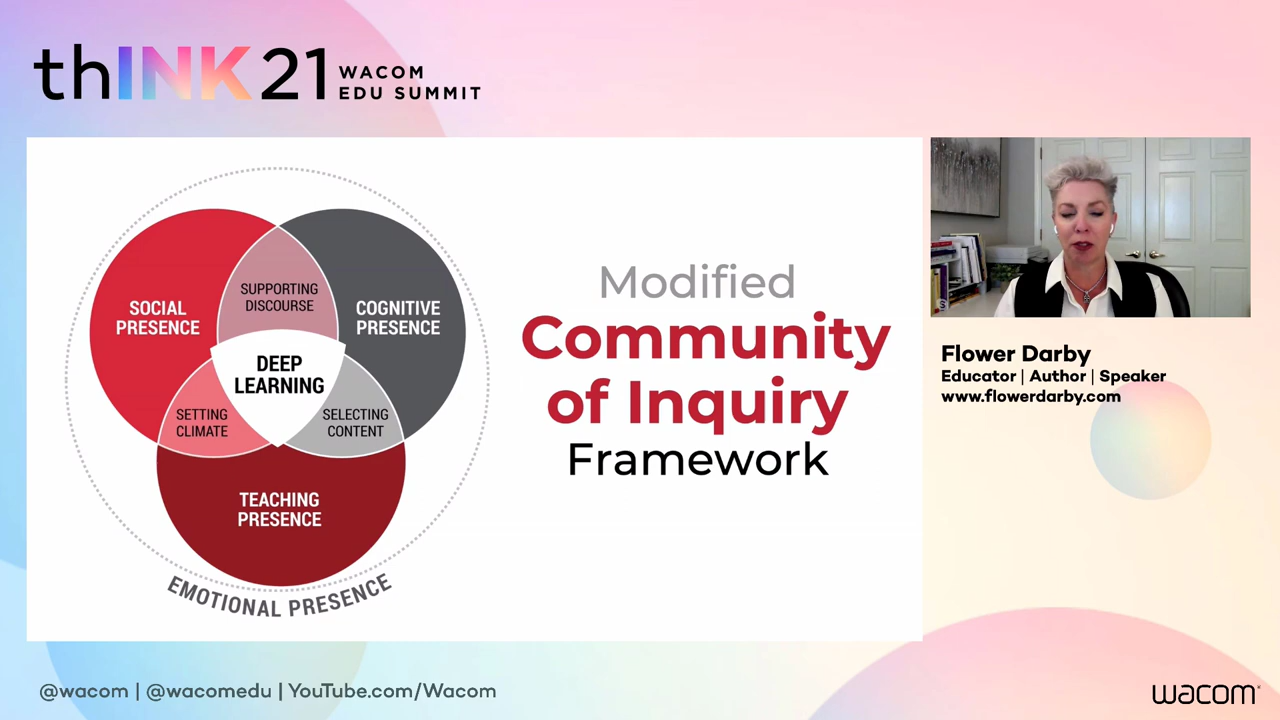 thINK21 WACOM
EDU SUMMIT
SOCIAL
PRESENCE
SUPPORTING
DISCOURSE
COGNITIVE
PRESENCE
DEEP
LEARNING
SETTING
CLIMATE
SELECTING
CONTENT
TEACHING
PRESENCE
EMOTIONAL PRESENCE
Modified
Community
of Inquiry
Framework
Flower Darby
Educator | Author | Speaker
www.flowerdarby.com
@wacom | @wacomedu | YouTube.com/Wacom
wacom